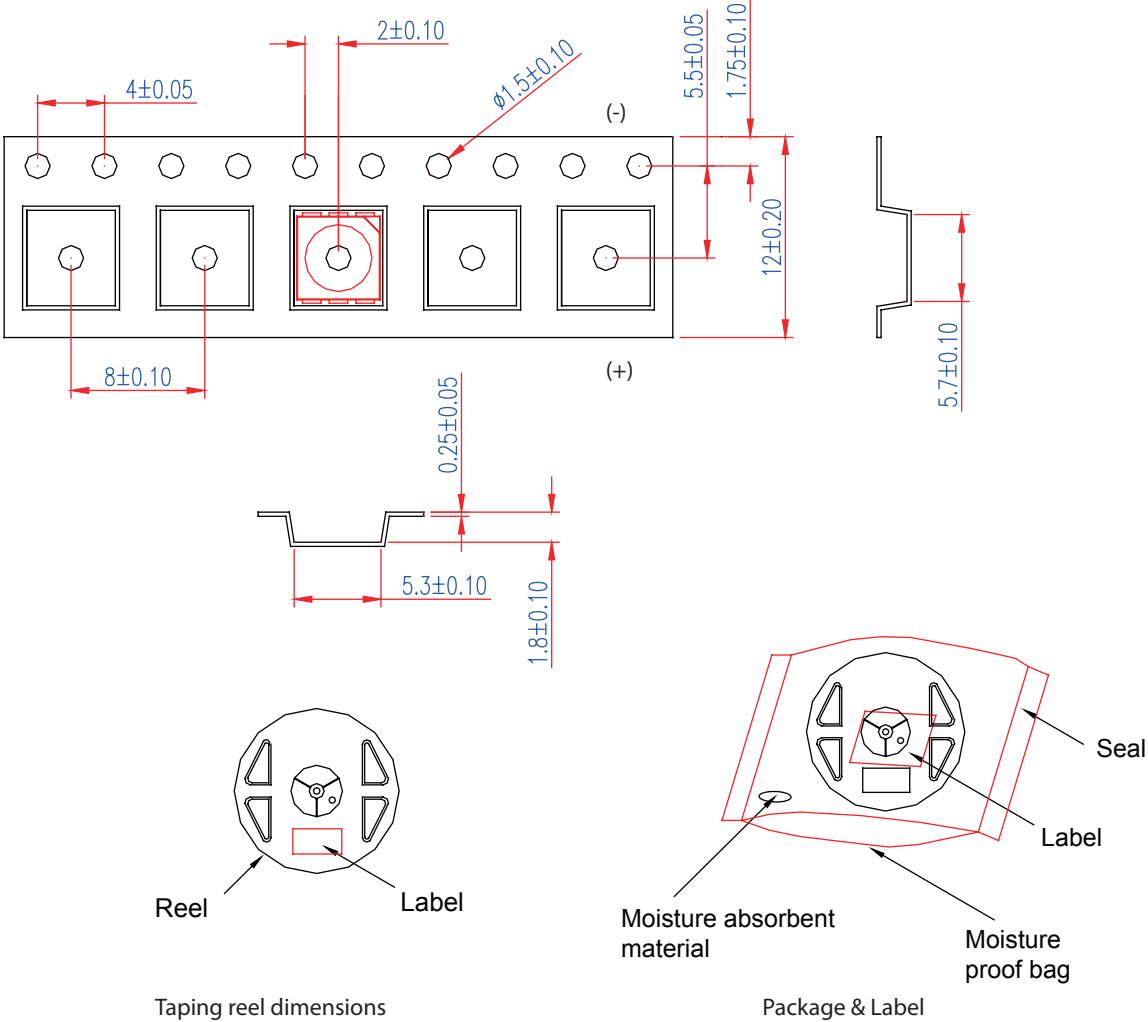 2±0.10
4±0.05
ø1.5±0.10
5.5±0.05
1.75±0.10
(-)
12±0.20
5.7±0.10
8±0.10
(+)
0.25±0.05
5.3±0.10
1.8±0.10
Reel
Label
Seal
Label
Moisture absorbent
material
Moisture
proof bag
Taping reel dimensions
Package & Label